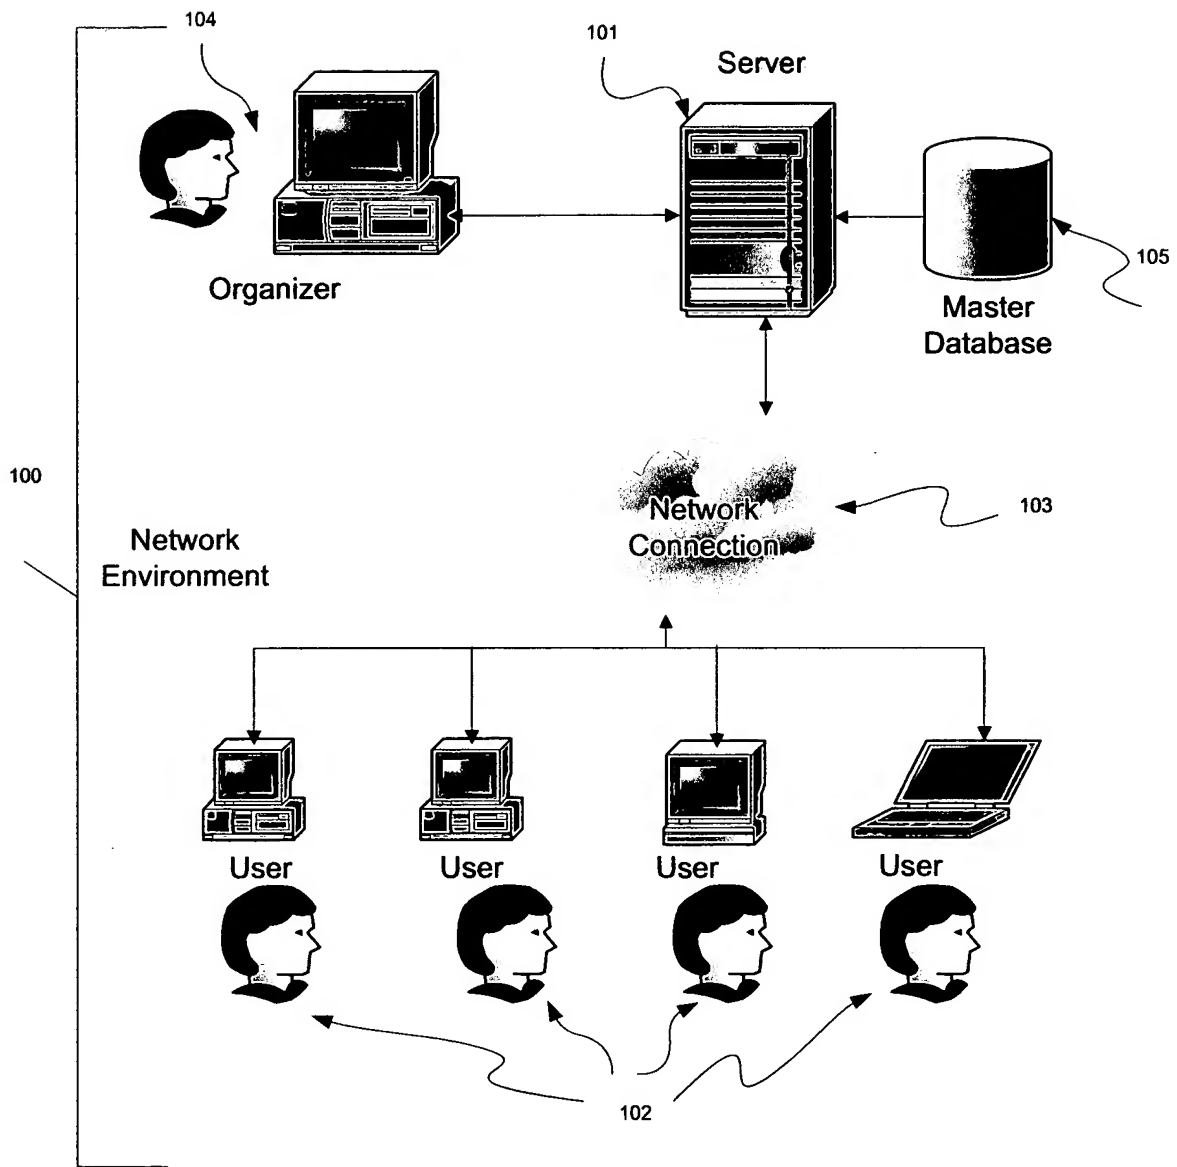 104
101
Server
105
Organizer
Master
Database
100
103
Network
Connection
Network
Environment
User
User
User
User
102